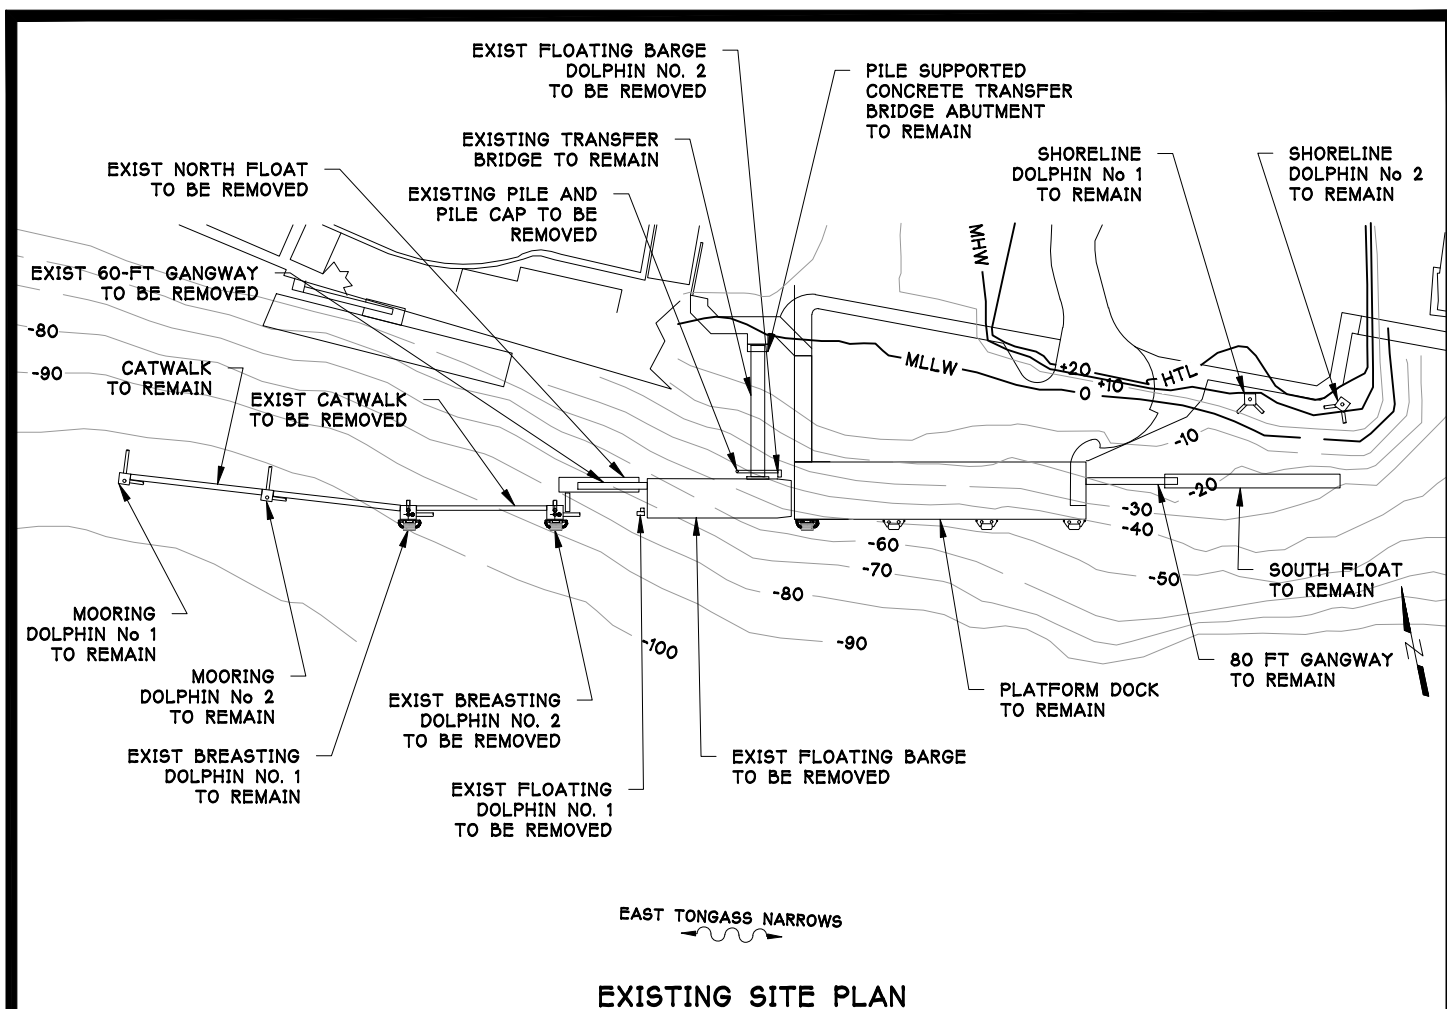 EXIST FLOATING BARGE
DOLPHIN NO. 2
TO BE REMOVED
PILE SUPPORTED
CONCRETE TRANSFER
BRIDGE ABUTMENT
TO REMAIN
EXISTING TRANSFER
BRIDGE TO REMAIN
SHORELINE
DOLPHIN No 1
TO REMAIN
SHORELINE
DOLPHIN No 2
TO REMAIN
EXIST NORTH FLOAT
TO BE REMOVED
EXISTING PILE AND
PILE CAP TO BE
REMOVED
MHW
EXIST 60-FT GANGWAY
TO BE REMOVED
-80
-90
MLLW
+20
+10
0
HTL
CATWALK
TO REMAIN
EXIST CATWALK
TO BE REMOVED
-10
-20
-30
-40
-50
-60
-70
-80
-90
-100
SOUTH FLOAT
TO REMAIN
MOORING
DOLPHIN No 1
TO REMAIN
80 FT GANGWAY
TO REMAIN
N
MOORING
DOLPHIN No 2
TO REMAIN
EXIST BREASTING
DOLPHIN NO. 2
TO BE REMOVED
PLATFORM DOCK
TO REMAIN
EXIST BREASTING
DOLPHIN NO. 1
TO REMAIN
EXIST FLOATING BARGE
TO BE REMOVED
EXIST FLOATING
DOLPHIN NO. 1
TO BE REMOVED
EAST TONGASS NARROWS
EXISTING SITE PLAN